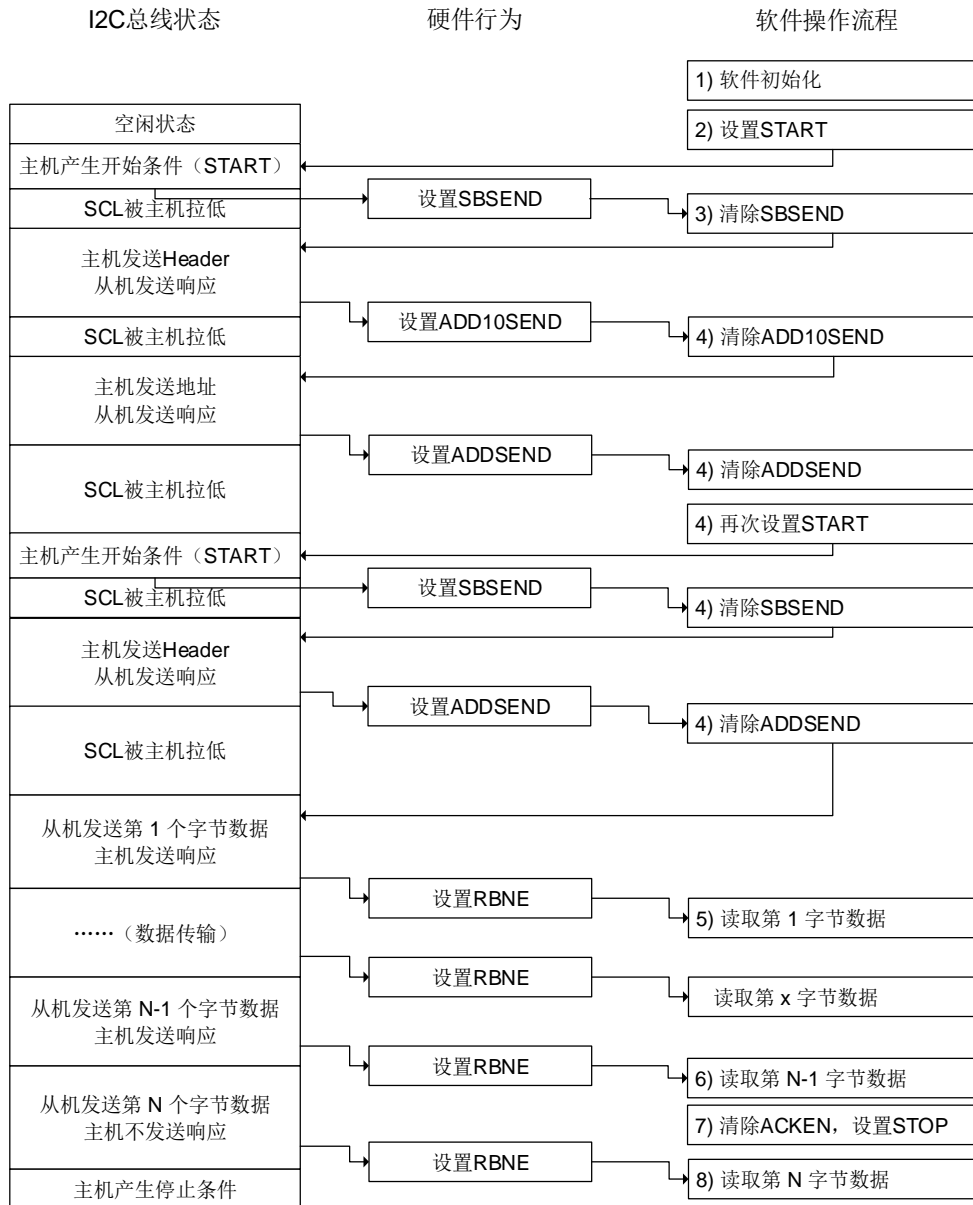 I2C总线状态 硬件行为 软件操作流程
1) 软件初始化
空闲状态
2) 设置START
主机产生开始条件（START）
设置SBSEND
SCL被主机拉低
3) 清除SBSEND
主机发送Header
从机发送响应
设置ADD10SEND
SCL被主机拉低
4) 清除ADD10SEND
主机发送地址
从机发送响应
设置ADDSEND
4) 清除ADDSEND
SCL被主机拉低
4) 再次设置START
主机产生开始条件（START）
设置SBSEND
SCL被主机拉低
4) 清除SBSEND
主机发送Header
从机发送响应
设置ADDSEND
4) 清除ADDSEND
SCL被主机拉低
从机发送第 1 个字节数据
主机发送响应
设置RBNE
5) 读取第 1 字节数据
……（数据传输）
设置RBNE
读取第 x 字节数据
从机发送第 N-1 个字节数据
主机发送响应
设置RBNE
6) 读取第 N-1 字节数据
从机发送第 N 个字节数据
主机不发送响应
7) 清除ACKEN，设置STOP
设置RBNE
8) 读取第 N 字节数据
主机产生停止条件